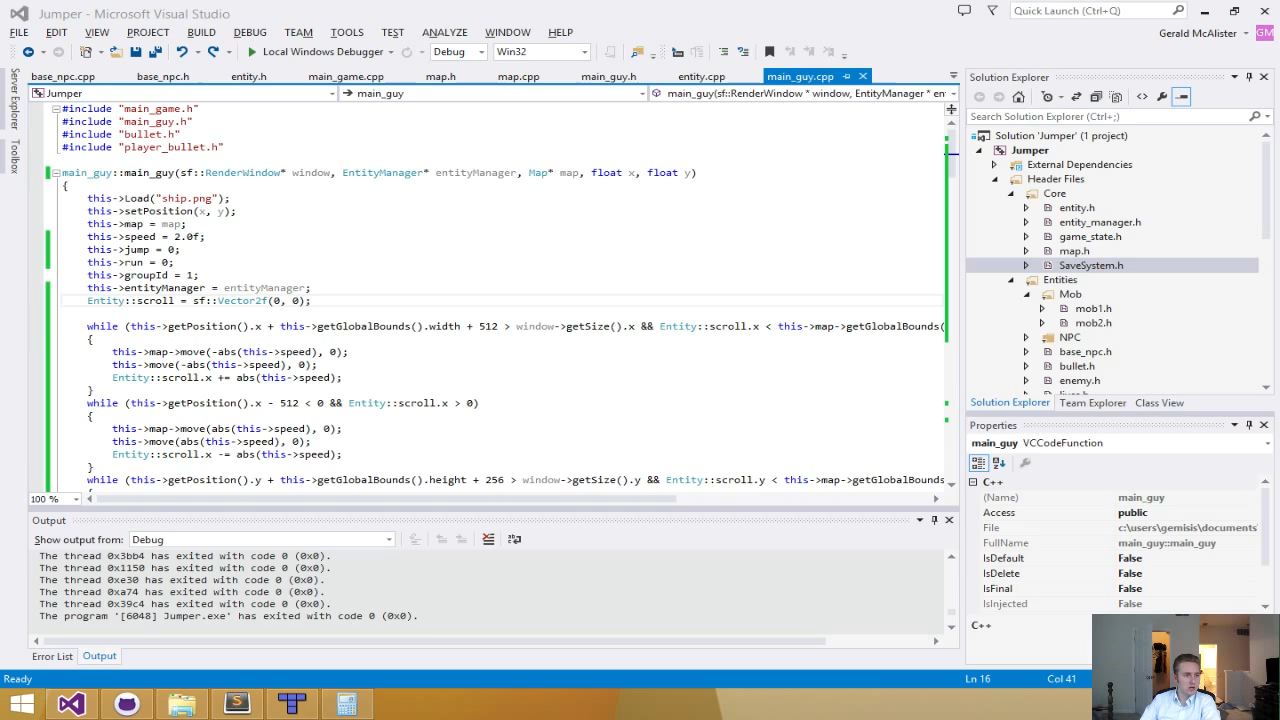 Jumper - Microsoft Visual Studio
Quick Launch (Ctrl+Q)
FILE EDIT VIEW PROJECT BUILD DEBUG TEAM TOOLS TEST ANALYZE WINDOW HELP
Gerald McAlister GM
Local Windows Debugger Debug Win32
Server Explorer
Toolbox
base_npc.cpp base_npc.h entity.h main_game.cpp map.h map.cpp main_guy.h entity.cpp main_guy.cpp
Jumper main_guy main_guy(sf::RenderWindow * window, EntityManager * ent
#include "main_game.h"
#include "main_guy.h"
#include "bullet.h"
#include "player_bullet.h"
main_guy::main_guy(sf::RenderWindow* window, EntityManager* entityManager, Map* map, float x, float y)
{
this->Load("ship.png");
this->setPosition(x, y);
this->map = map;
this->speed = 2.0f;
this->jump = 0;
this->run = 0;
this->groupId = 1;
this->entityManager = entityManager;
Entity::scroll = sf::Vector2f(0, 0);
while (this->getPosition().x + this->getGlobalBounds().width + 512 > window->getSize().x && Entity::scroll.x < this->map->getGlobalBounds(
{
this->map->move(-abs(this->speed), 0);
this->move(-abs(this->speed), 0);
Entity::scroll.x += abs(this->speed);
}
while (this->getPosition().x - 512 < 0 && Entity::scroll.x > 0)
{
this->map->move(abs(this->speed), 0);
this->move(abs(this->speed), 0);
Entity::scroll.x -= abs(this->speed);
}
while (this->getPosition().y + this->getGlobalBounds().height + 256 > window->getSize().y && Entity::scroll.y < this->map->getGlobalBounds
100 %
Output
Show output from: Debug
The thread 0x3bb4 has exited with code 0 (0x0).
The thread 0x1150 has exited with code 0 (0x0).
The thread 0xe30 has exited with code 0 (0x0).
The thread 0xa74 has exited with code 0 (0x0).
The thread 0x39c4 has exited with code 0 (0x0).
The program '[6048] Jumper.exe' has exited with code 0 (0x0).
Error List Output
Solution Explorer
Search Solution Explorer (Ctrl+;)
Solution 'Jumper' (1 project)
Jumper
External Dependencies
Header Files
Core
entity.h
entity_manager.h
game_state.h
map.h
SaveSystem.h
Entities
Mob
mob1.h
mob2.h
NPC
base_npc.h
bullet.h
enemy.h
Solution Explorer Team Explorer Class View
Properties
main_guy VCCodeFunction
C++
(Name) main_guy
Access public
File c:\users\gemisis\documents
FullName main_guy::main_guy
IsDefault False
IsDelete False
IsFinal False
IsInjected False
C++
Ready Ln 16 Col 41